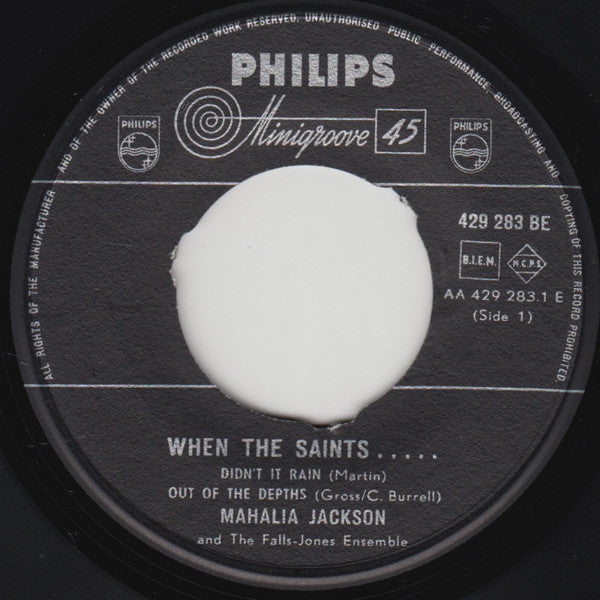 ALL RIGHTS OF THE MANUFACTURER AND OF THE OWNER OF THE RECORDED WORK RESERVED. UNAUTHORISED PUBLIC PERFORMANCE, BROADCASTING AND COPYING OF THIS RECORD PROHIBITED.
PHILIPS
Minigroove 45
PHILIPS
PHILIPS
429 283 BE
B.I.E.M. M.C.P.S.
AA 429 283.1 E
(Side 1)
WHEN THE SAINTS.....
DIDN'T IT RAIN (Martin)
OUT OF THE DEPTHS (Gross/C. Burrell)
MAHALIA JACKSON
and The Falls-Jones Ensemble